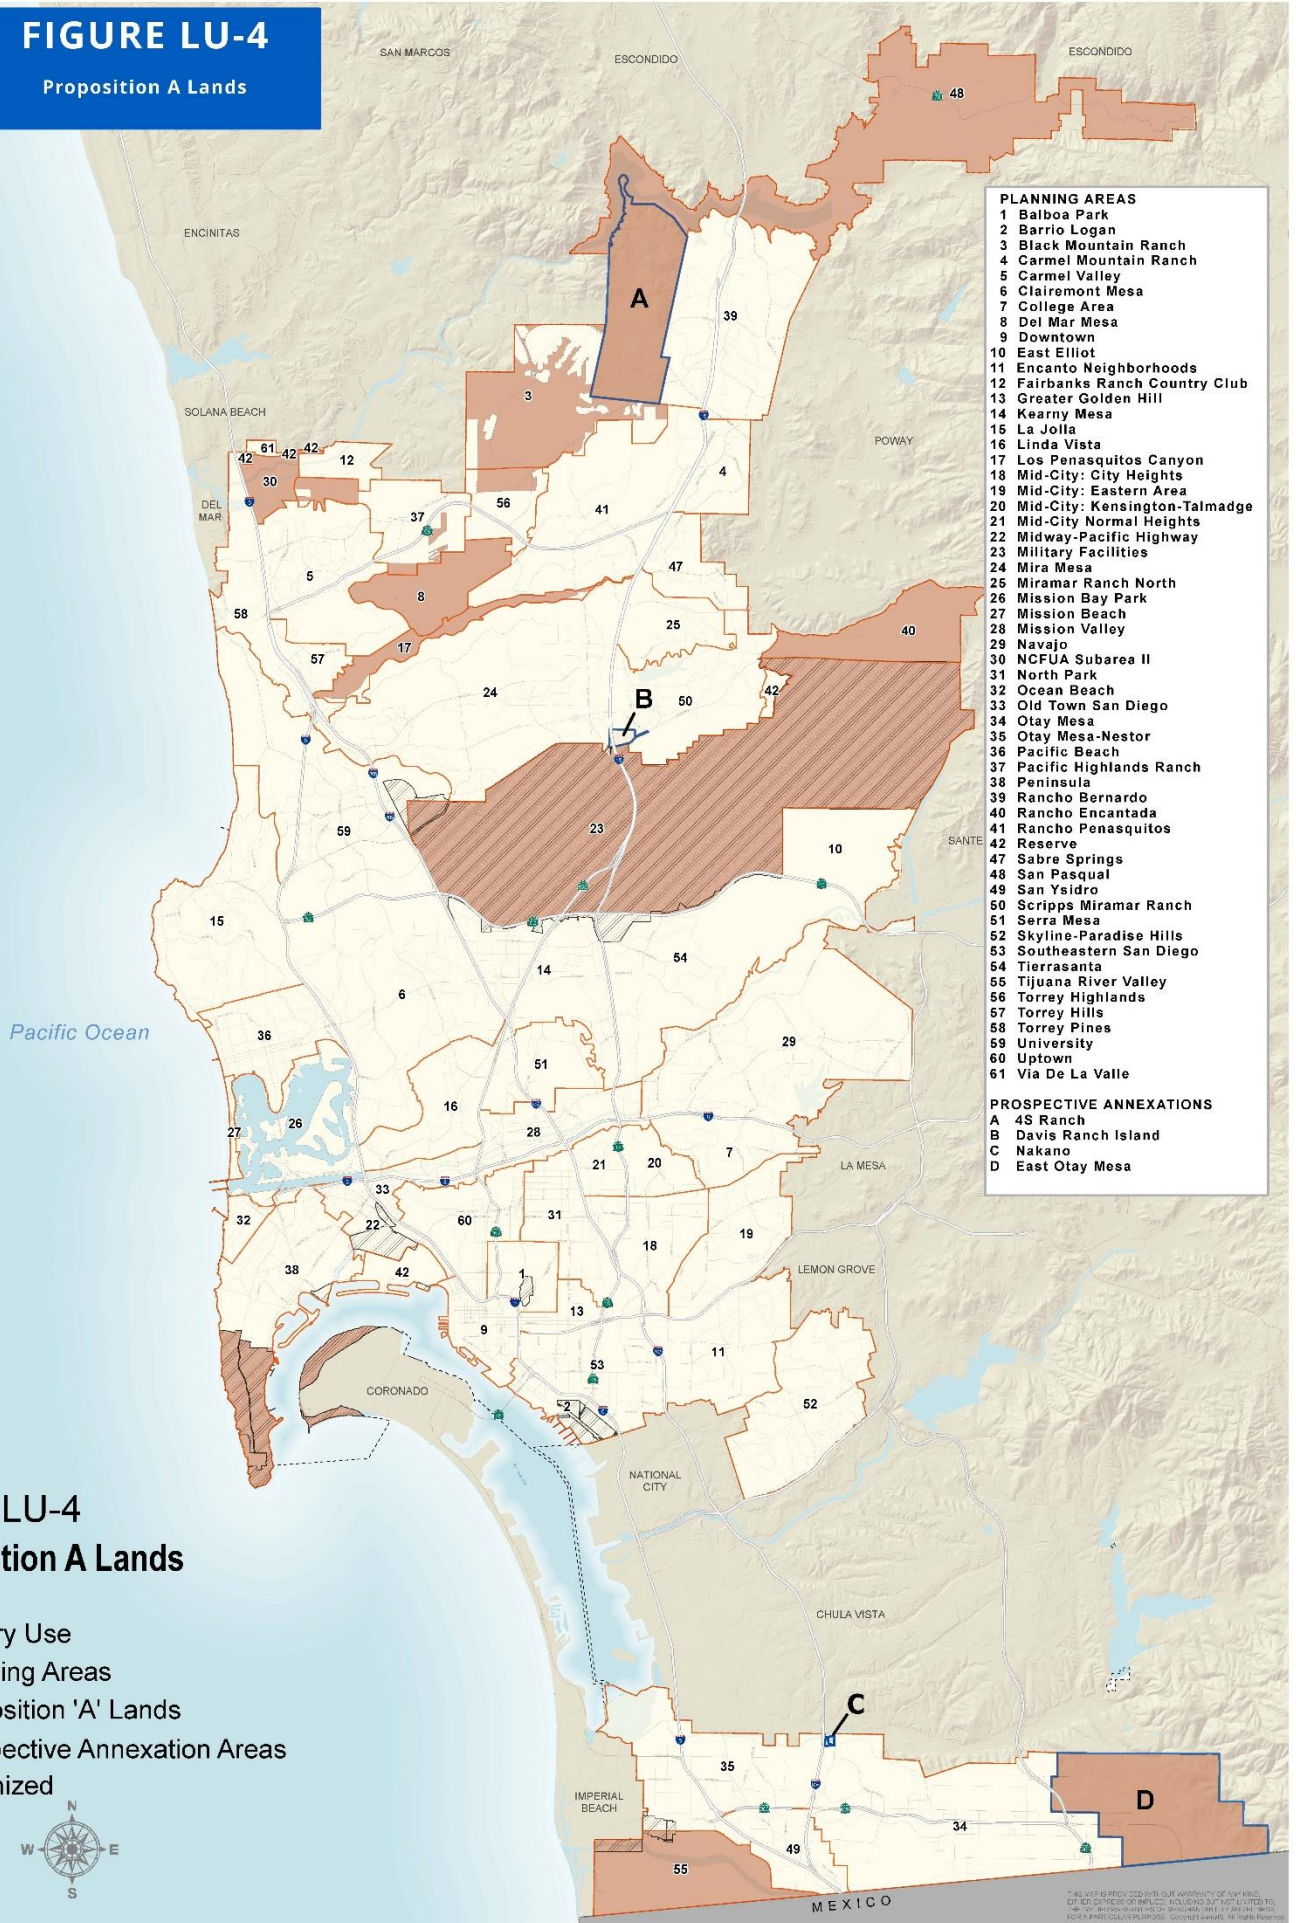 FIGURE LU-4
Proposition A Lands
SAN MARCOS
ESCONDIDO
ESCONDIDO
48
ENCINITAS
A
39
3
SOLANA BEACH
POWAY
61
42
42
42
12
30
4
DEL
MAR
37
56
41
5
47
8
58
25
40
17
57
24
B
50
42
23
59
10
SANTE
15
54
14
6
Pacific Ocean
36
29
51
16
26
27
28
7
21
20
LA MESA
33
32
22
60
31
19
18
38
42
LEMON GROVE
1
13
9
53
11
CORONADO
2
52
NATIONAL
CITY
CHULA VISTA
C
35
IMPERIAL
BEACH
D
34
49
55
MEXICO
PLANNING AREAS
1 Balboa Park
2 Barrio Logan
3 Black Mountain Ranch
4 Carmel Mountain Ranch
5 Carmel Valley
6 Clairemont Mesa
7 College Area
8 Del Mar Mesa
9 Downtown
10 East Elliot
11 Encanto Neighborhoods
12 Fairbanks Ranch Country Club
13 Greater Golden Hill
14 Kearny Mesa
15 La Jolla
16 Linda Vista
17 Los Penasquitos Canyon
18 Mid-City: City Heights
19 Mid-City: Eastern Area
20 Mid-City: Kensington-Talmadge
21 Mid-City Normal Heights
22 Midway-Pacific Highway
23 Military Facilities
24 Mira Mesa
25 Miramar Ranch North
26 Mission Bay Park
27 Mission Beach
28 Mission Valley
29 Navajo
30 NCFUA Subarea II
31 North Park
32 Ocean Beach
33 Old Town San Diego
34 Otay Mesa
35 Otay Mesa-Nestor
36 Pacific Beach
37 Pacific Highlands Ranch
38 Peninsula
39 Rancho Bernardo
40 Rancho Encantada
41 Rancho Penasquitos
42 Reserve
47 Sabre Springs
48 San Pasqual
49 San Ysidro
50 Scripps Miramar Ranch
51 Serra Mesa
52 Skyline-Paradise Hills
53 Southeastern San Diego
54 Tierrasanta
55 Tijuana River Valley
56 Torrey Highlands
57 Torrey Hills
58 Torrey Pines
59 University
60 Uptown
61 Via De La Valle
PROSPECTIVE ANNEXATIONS
A 4S Ranch
B Davis Ranch Island
C Nakano
D East Otay Mesa
LU-4
tion A Lands
ry Use
ing Areas
osition 'A' Lands
pective Annexation Areas
nized
N
W
E
S